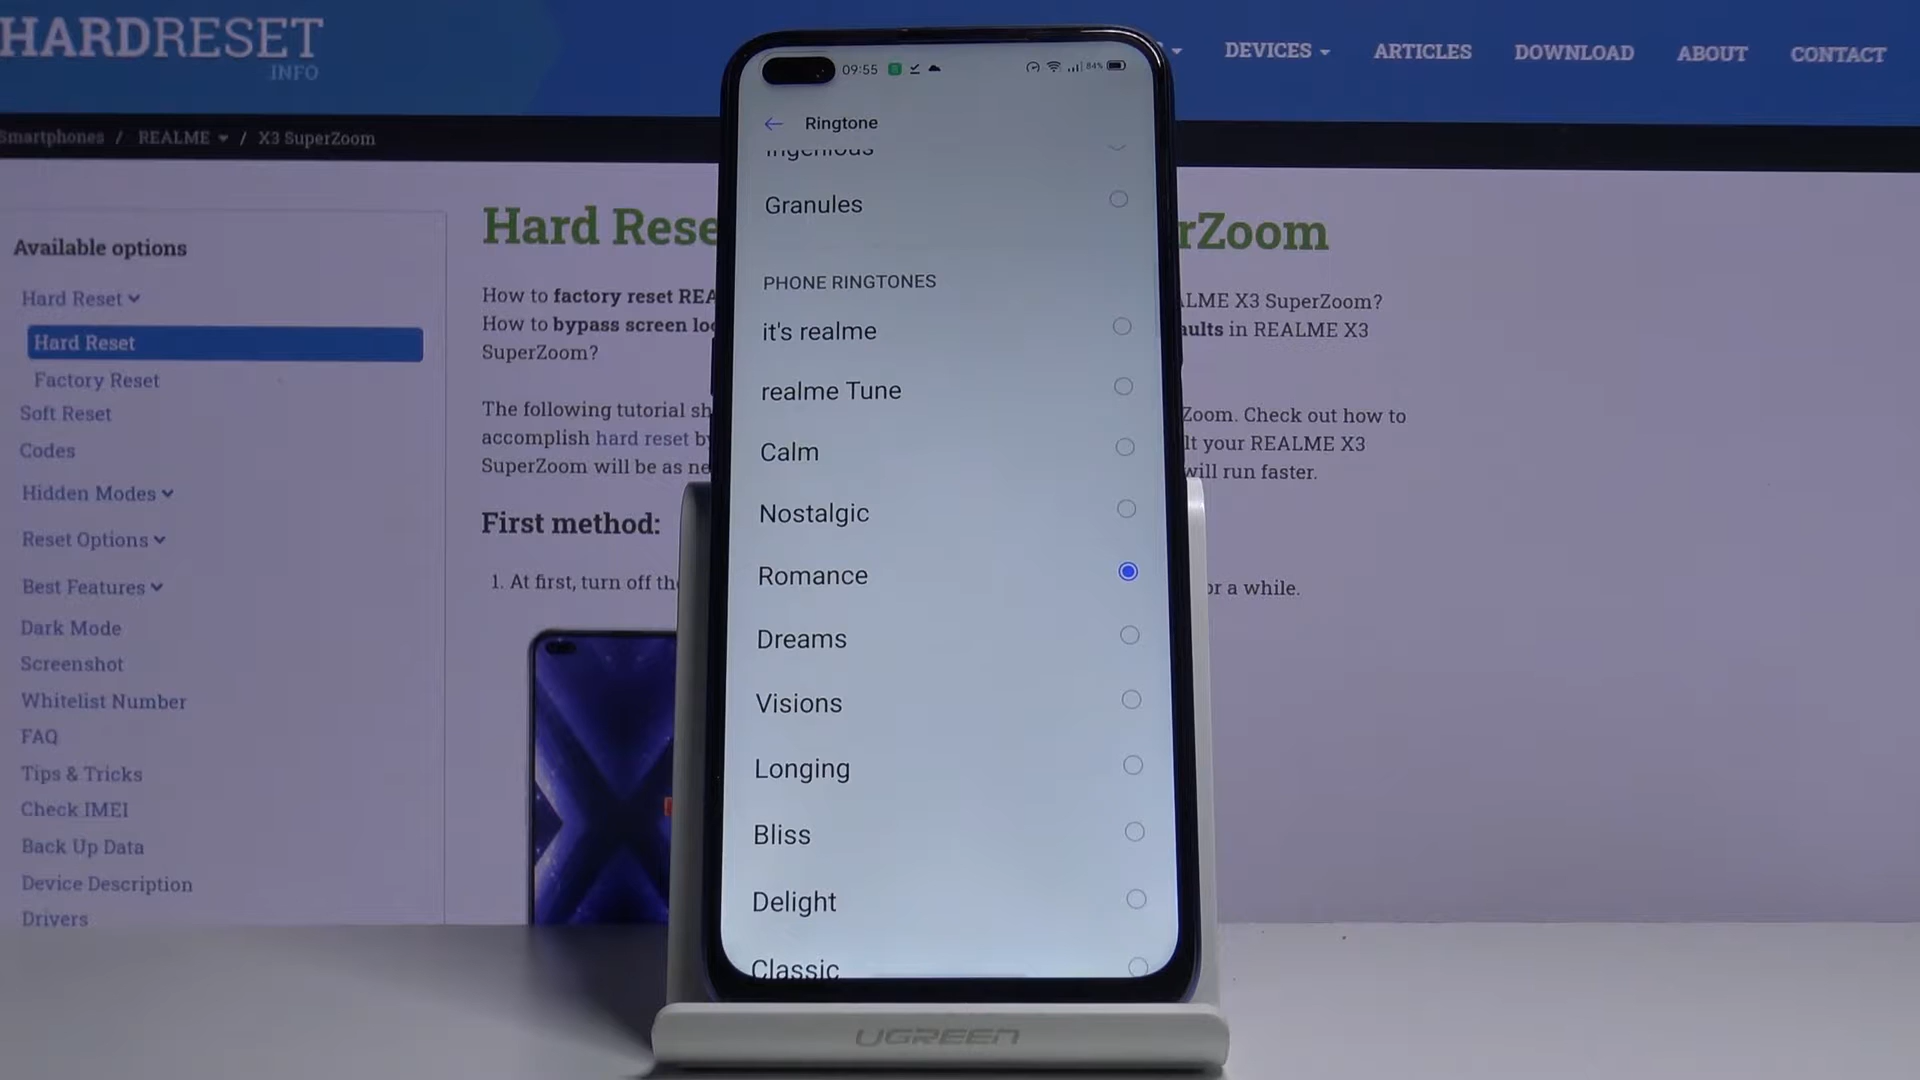 HARDRESET
INFO
DEVICES
ARTICLES
DOWNLOAD
ABOUT
CONTACT
Smartphones / REALME / X3 SuperZoom
Available options
Hard Reset
Hard Reset
Factory Reset
Soft Reset
Codes
Hidden Modes
Reset Options
Best Features
Dark Mode
Screenshot
Whitelist Number
FAQ
Tips & Tricks
Check IMEI
Back Up Data
Device Description
Drivers
Hard Rese rZoom
How to factory reset REA LME X3 SuperZoom?
How to bypass screen loc aults in REALME X3
SuperZoom?
The following tutorial sh Zoom. Check out how to
accomplish hard reset by lt your REALME X3
SuperZoom will be as ne will run faster.
First method:
1. At first, turn off the or a while.
09:55 84%
Ringtone
Ingenious
Granules
PHONE RINGTONES
it's realme
realme Tune
Calm
Nostalgic
Romance
Dreams
Visions
Longing
Bliss
Delight
Classic
UGREEN